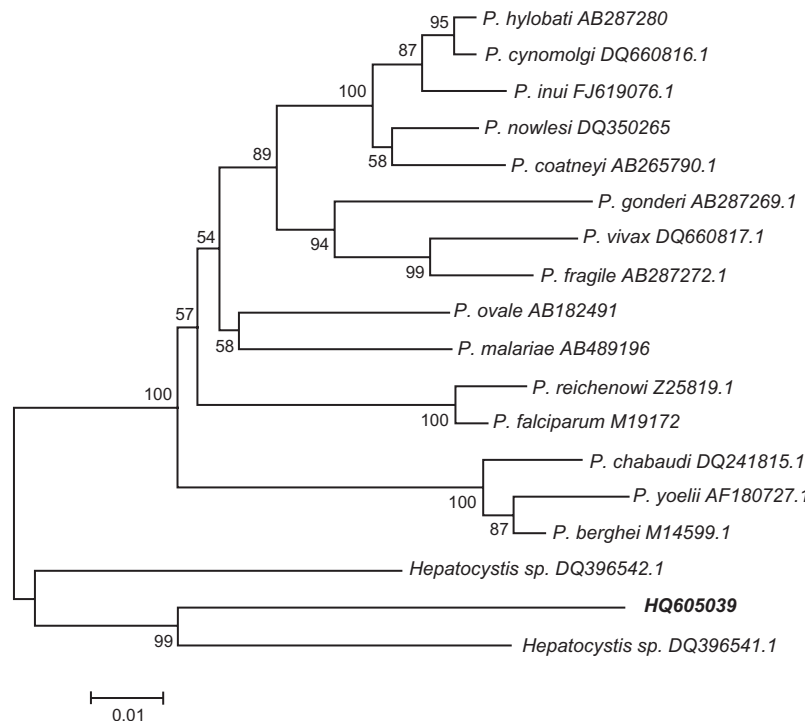 95
P. hylobati AB287280
P. cynomolgi DQ660816.1
87
P. inui FJ619076.1
100
P. nowlesi DQ350265
58
P. coatneyi AB265790.1
89
P. gonderi AB287269.1
94
P. vivax DQ660817.1
99
P. fragile AB287272.1
54
P. ovale AB182491
58
P. malariae AB489196
57
P. reichenowi Z25819.1
100
P. falciparum M19172
100
P. chabaudi DQ241815.1
100
P. yoelii AF180727.1
87
P. berghei M14599.1
Hepatocystis sp. DQ396542.1
HQ605039
99
Hepatocystis sp. DQ396541.1
0.01